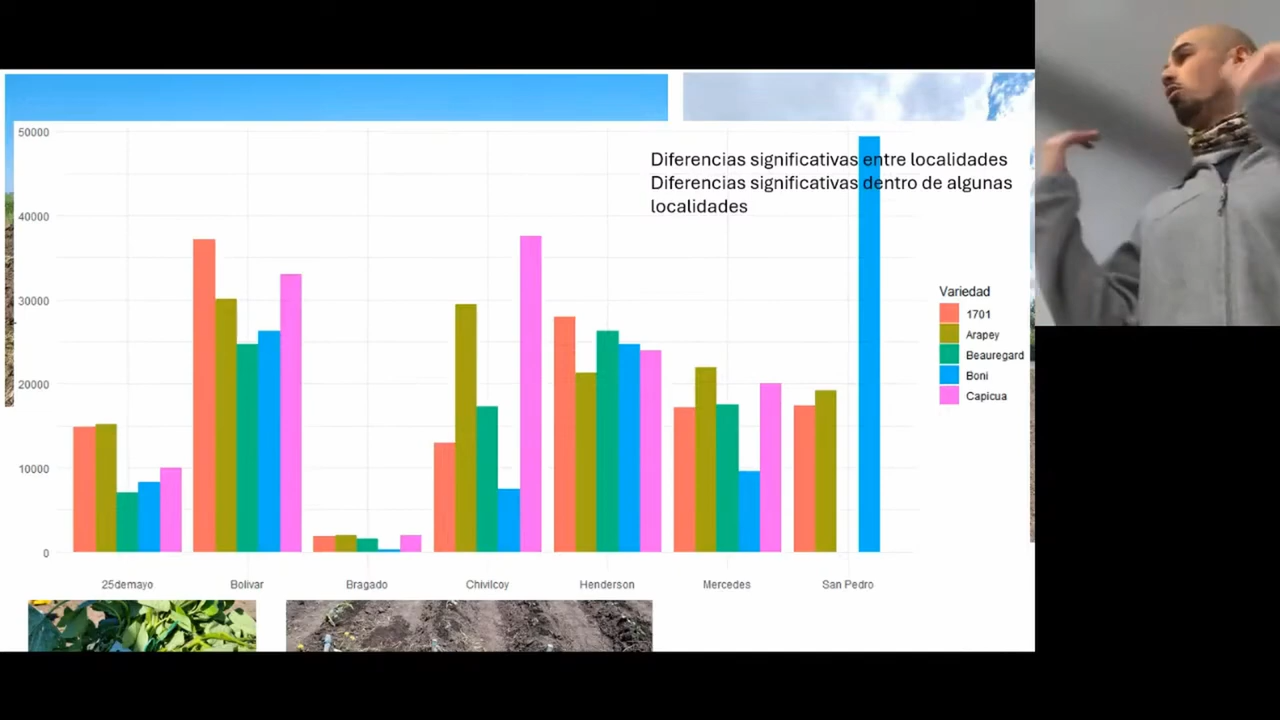 50000
40000
30000
20000
10000
0
Diferencias significativas entre localidades
Diferencias significativas dentro de algunas
localidades
Variedad
1701
Arapey
Beauregard
Boni
Capicua
25demayo
Bolivar
Bragado
Chivilcoy
Henderson
Mercedes
San Pedro